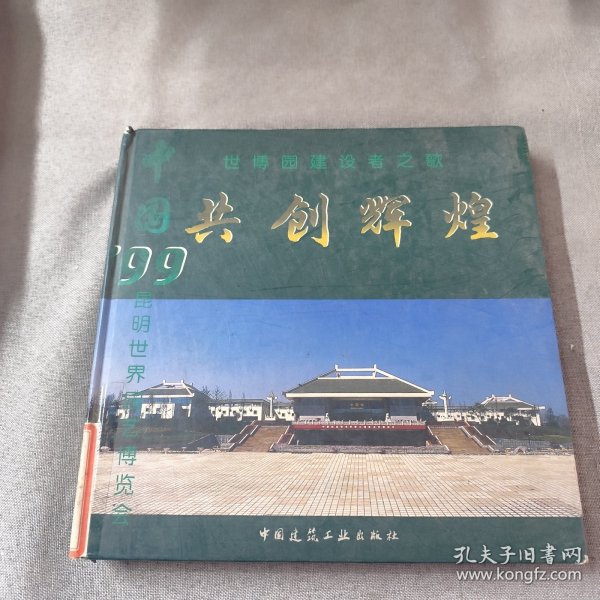 世博园建设者之歌
共创辉煌
中国
'99
昆明世界园艺博览会
中国建筑工业出版社
孔夫子旧书网
www.kongfz.com